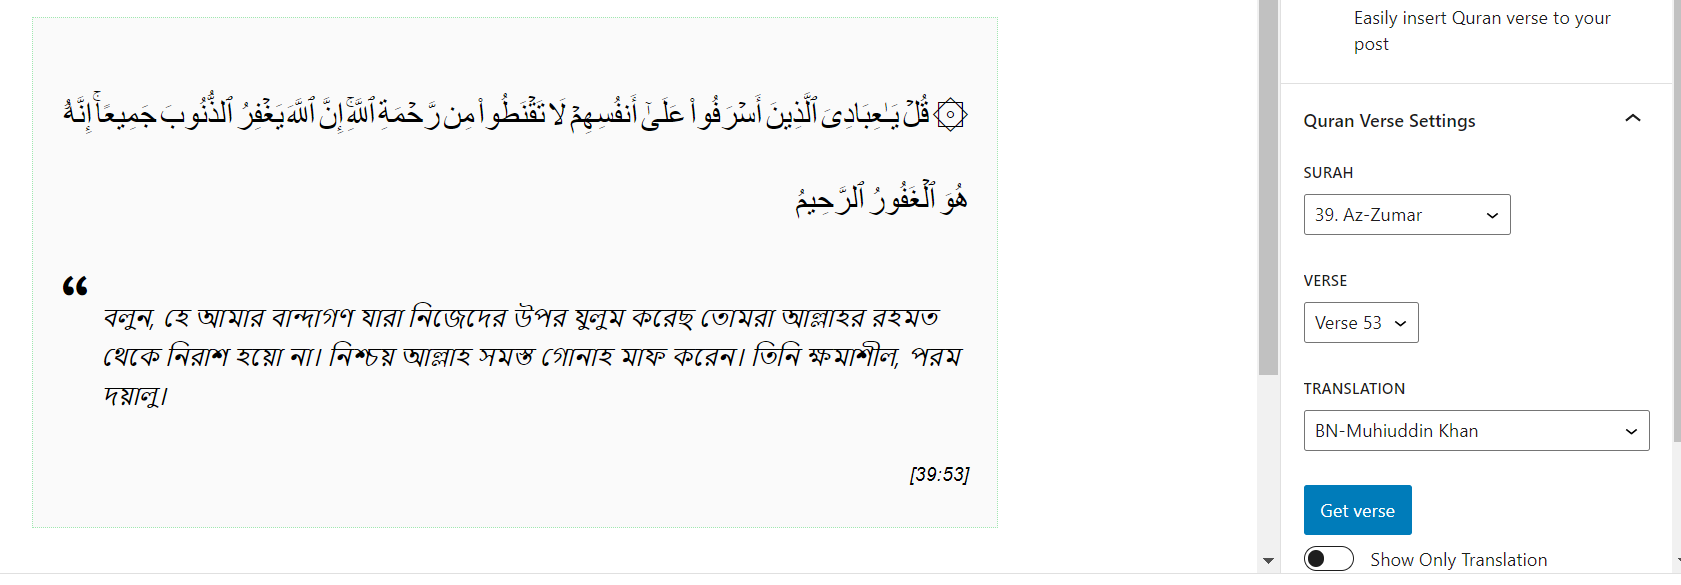 ۞ قُلْ يَـٰعِبَادِىَ ٱلَّذِينَ أَسْرَفُوا۟ عَلَىٰٓ أَنفُسِهِمْ لَا تَقْنَطُوا۟ مِن رَّحْمَةِ ٱللَّهِ ۚ إِنَّ ٱللَّهَ يَغْفِرُ ٱلذُّنُوبَ جَمِيعًا ۚ إِنَّهُۥ
هُوَ ٱلْغَفُورُ ٱلرَّحِيمُ
“
বলুন, হে আমার বান্দাগণ যারা নিজেদের উপর যুলুম করেছ তোমরা আল্লাহর রহমত
থেকে নিরাশ হয়ো না। নিশ্চয় আল্লাহ সমস্ত গোনাহ মাফ করেন। তিনি ক্ষমাশীল, পরম
দয়ালু।
[39:53]
Easily insert Quran verse to your
post
Quran Verse Settings
SURAH
39. Az-Zumar
VERSE
Verse 53
TRANSLATION
BN-Muhiuddin Khan
Get verse
Show Only Translation